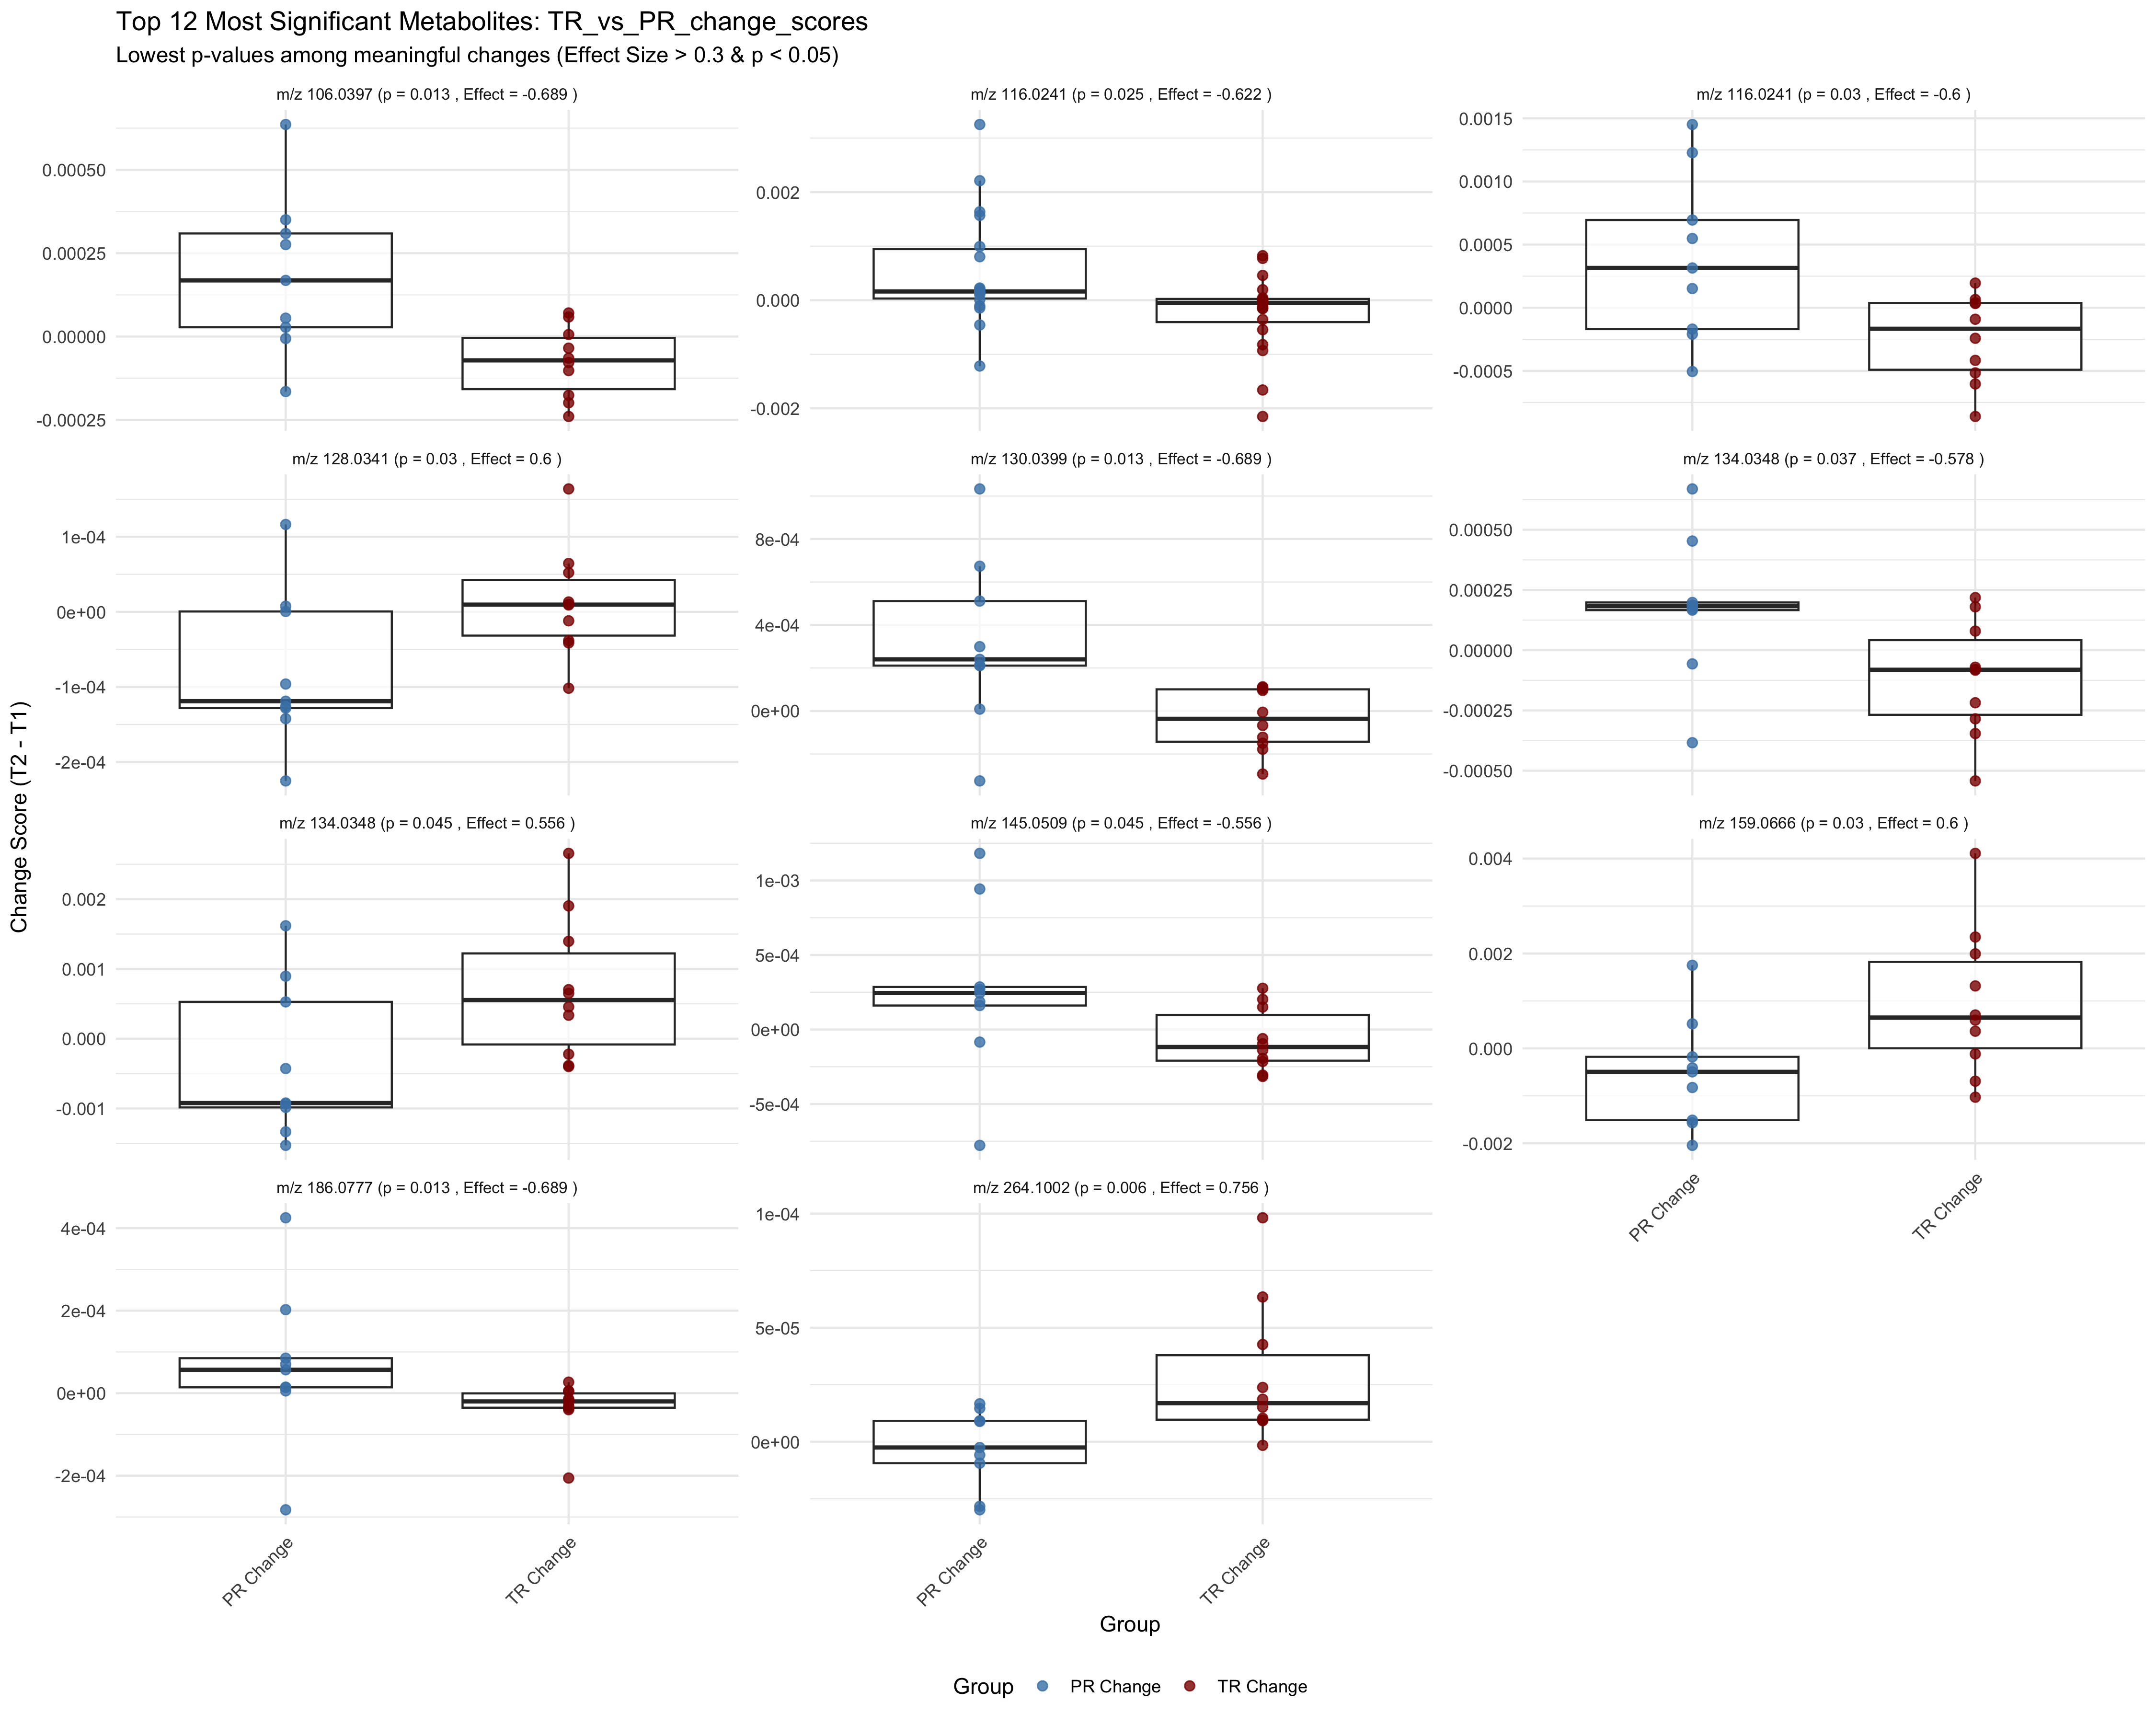 Top 12 Most Significant Metabolites: TR_vs_PR_change_scores
Lowest p-values among meaningful changes (Effect Size > 0.3 & p < 0.05)
m/z 106.0397 (p = 0.013 , Effect = -0.689 )
0.00050
0.00025
0.00000
-0.00025
m/z 116.0241 (p = 0.025 , Effect = -0.622 )
0.002
0.000
-0.002
m/z 116.0241 (p = 0.03 , Effect = -0.6 )
0.0015
0.0010
0.0005
0.0000
-0.0005
m/z 128.0341 (p = 0.03 , Effect = 0.6 )
1e-04
0e+00
-1e-04
-2e-04
m/z 130.0399 (p = 0.013 , Effect = -0.689 )
8e-04
4e-04
0e+00
m/z 134.0348 (p = 0.037 , Effect = -0.578 )
0.00050
0.00025
0.00000
-0.00025
-0.00050
Change Score (T2 - T1)
m/z 134.0348 (p = 0.045 , Effect = 0.556 )
0.002
0.001
0.000
-0.001
m/z 145.0509 (p = 0.045 , Effect = -0.556 )
1e-03
5e-04
0e+00
-5e-04
m/z 159.0666 (p = 0.03 , Effect = 0.6 )
0.004
0.002
0.000
-0.002
PR Change
TR Change
m/z 186.0777 (p = 0.013 , Effect = -0.689 )
4e-04
2e-04
0e+00
-2e-04
PR Change
TR Change
m/z 264.1002 (p = 0.006 , Effect = 0.756 )
1e-04
5e-05
0e+00
PR Change
TR Change
Group
Group PR Change TR Change